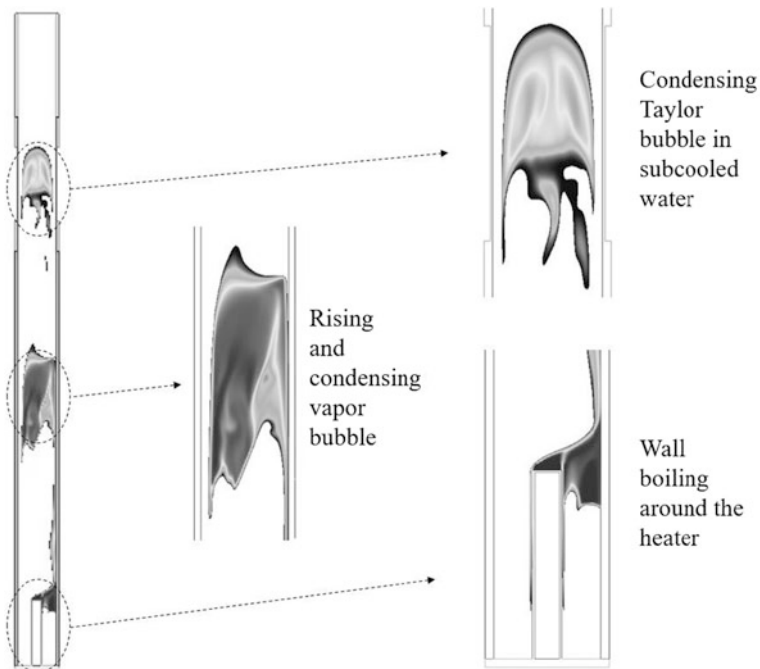 Condensing
Taylor
bubble in
subcooled
water
Rising
and
condensing
vapor
bubble
Wall
boiling
around the
heater